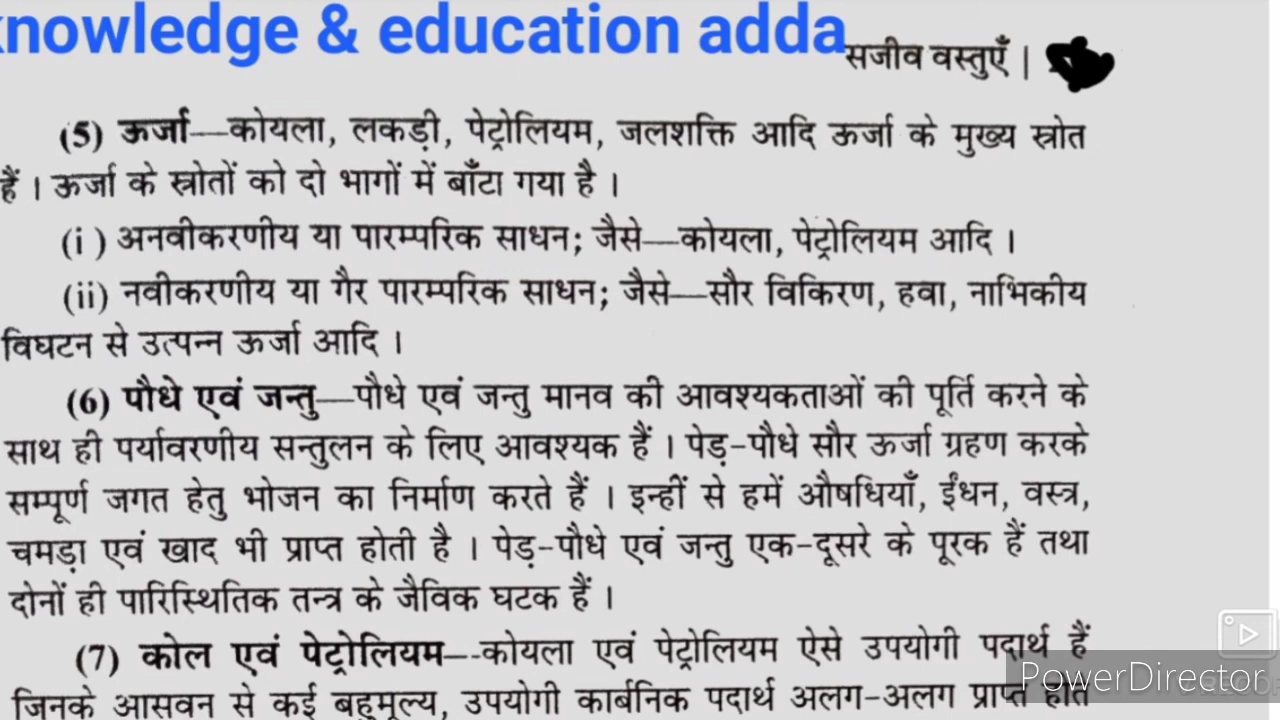 knowledge & education adda
सजीव वस्तुएँ |
(5) ऊर्जा—कोयला, लकड़ी, पेट्रोलियम, जलशक्ति आदि ऊर्जा के मुख्य स्रोत
हैं । ऊर्जा के स्त्रोतों को दो भागों में बाँटा गया है ।
(i ) अनवीकरणीय या पारम्परिक साधन; जैसे—कोयला, पेट्रोलियम आदि ।
(ii) नवीकरणीय या गैर पारम्परिक साधन; जैसे—सौर विकिरण, हवा, नाभिकीय
विघटन से उत्पन्न ऊर्जा आदि ।
(6) पौधे एवं जन्तु—पौधे एवं जन्तु मानव की आवश्यकताओं की पूर्ति करने के
साथ ही पर्यावरणीय सन्तुलन के लिए आवश्यक हैं । पेड़-पौधे सौर ऊर्जा ग्रहण करके
सम्पूर्ण जगत हेतु भोजन का निर्माण करते हैं । इन्हीं से हमें औषधियाँ, ईंधन, वस्त्र,
चमड़ा एवं खाद भी प्राप्त होती है । पेड़-पौधे एवं जन्तु एक-दूसरे के पूरक हैं तथा
दोनों ही पारिस्थितिक तन्त्र के जैविक घटक हैं ।
(7) कोल एवं पेट्रोलियम—-कोयला एवं पेट्रोलियम ऐसे उपयोगी पदार्थ हैं
जिनके आसवन से कई बहुमूल्य, उपयोगी कार्बनिक पदार्थ अलग-अलग प्राप्त होते
PowerDirector